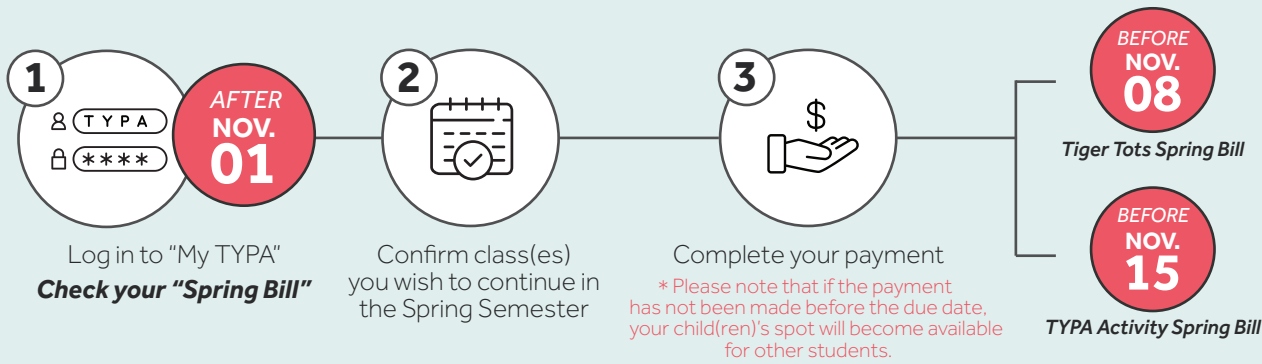 1
TYPA
****
AFTER
NOV.
01
Log in to “My TYPA”
Check your “Spring Bill”
2
Confirm class(es)
you wish to continue in
the Spring Semester
3
$
Complete your payment
* Please note that if the payment
has not been made before the due date,
your child(ren)'s spot will become available
for other students.
BEFORE
NOV.
08
Tiger Tots Spring Bill
BEFORE
NOV.
15
TYPA Activity Spring Bill